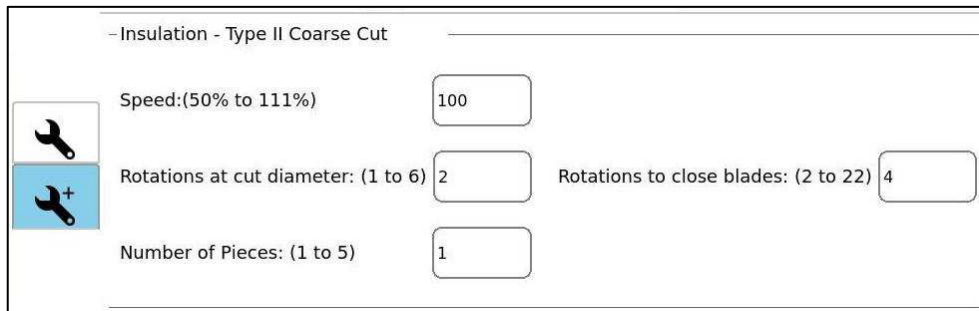 Insulation - Type II Coarse Cut
Speed:(50% to 111%) 100
Rotations at cut diameter: (1 to 6) 2 Rotations to close blades: (2 to 22) 4
Number of Pieces: (1 to 5) 1